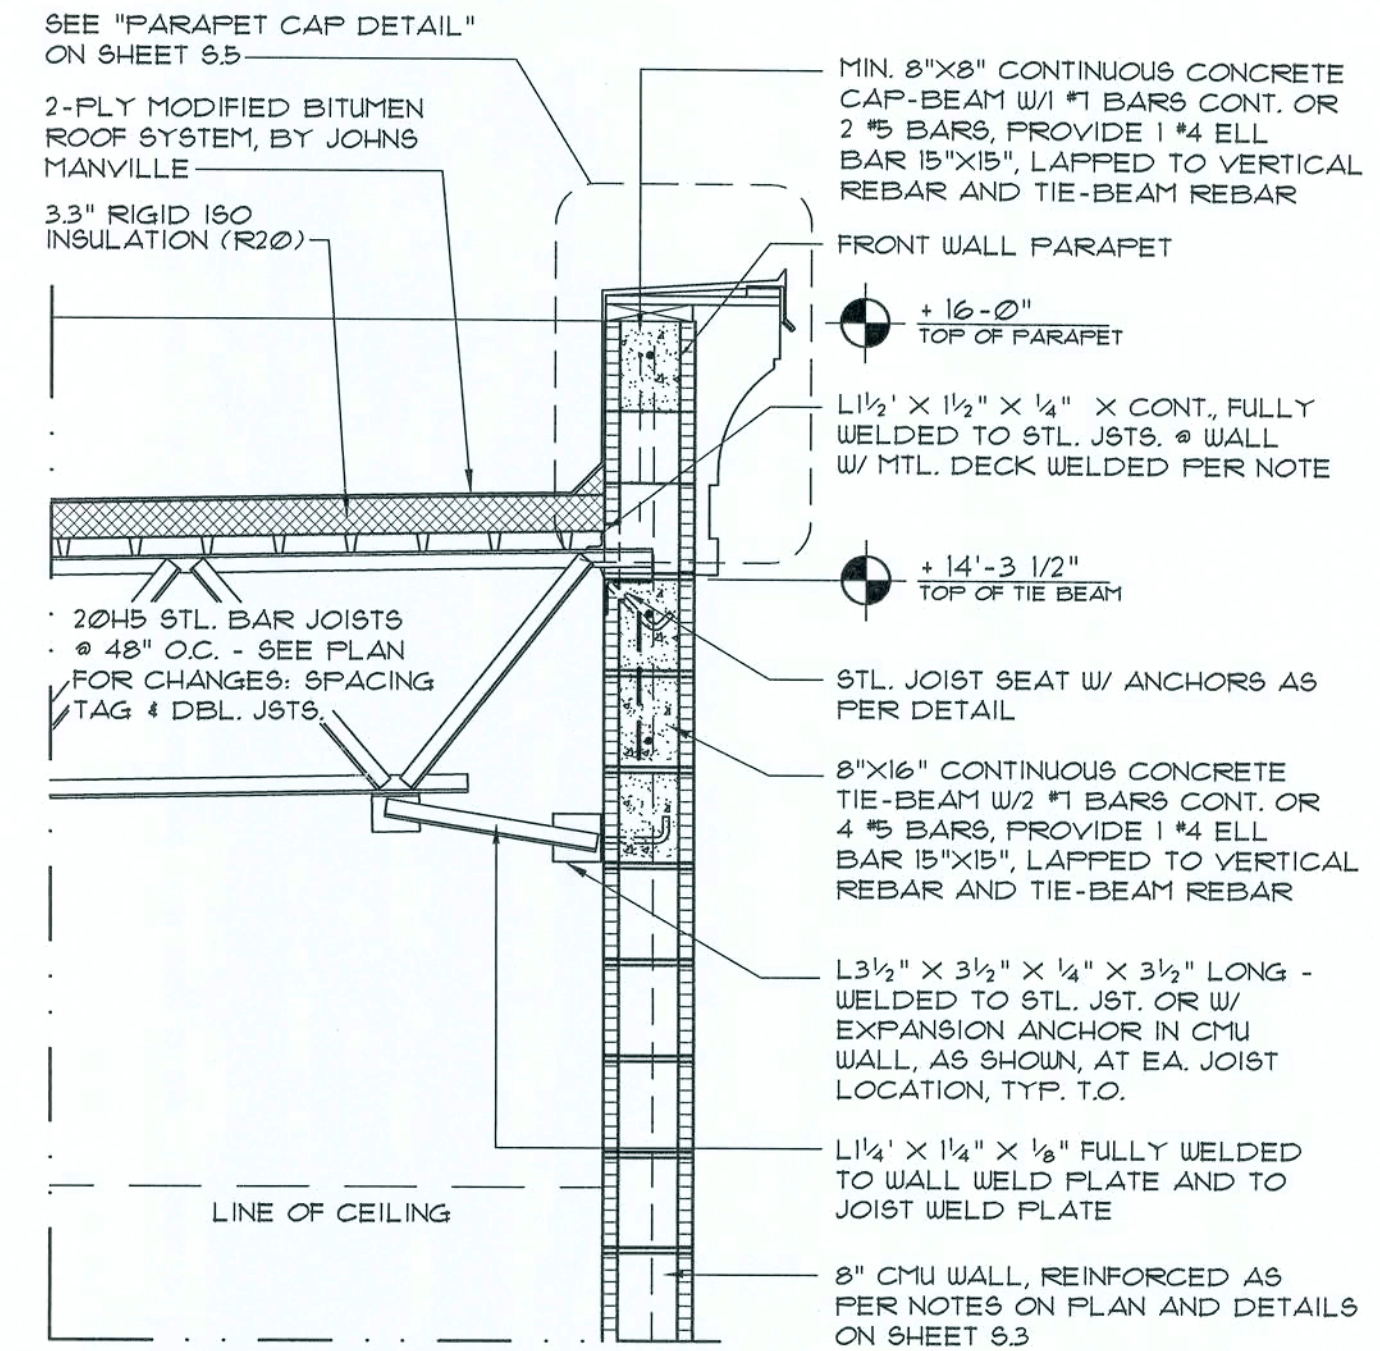 SEE "PARAPET CAP DETAIL"
ON SHEET S.5
2-PLY MODIFIED BITUMEN
ROOF SYSTEM, BY JOHNS
MANVILLE
3.3" RIGID ISO
INSULATION (R20)
20H5 STL. BAR JOISTS
@ 48" O.C. - SEE PLAN
FOR CHANGES: SPACING
TAG & DBL. JSTS.
LINE OF CEILING
MIN. 8"X8" CONTINUOUS CONCRETE
CAP-BEAM W/1 #7 BARS CONT. OR
2 #5 BARS, PROVIDE 1 #4 ELL
BAR 15"X15", LAPPED TO VERTICAL
REBAR AND TIE-BEAM REBAR
FRONT WALL PARAPET
+ 16-0"
TOP OF PARAPET
L1½' X 1½" X ¼" X CONT., FULLY
WELDED TO STL. JSTS. @ WALL
W/ MTL. DECK WELDED PER NOTE
+ 14'-3 1/2"
TOP OF TIE BEAM
STL. JOIST SEAT W/ ANCHORS AS
PER DETAIL
8"X16" CONTINUOUS CONCRETE
TIE-BEAM W/2 #7 BARS CONT. OR
4 #5 BARS, PROVIDE 1 #4 ELL
BAR 15"X15", LAPPED TO VERTICAL
REBAR AND TIE-BEAM REBAR
L3½" X 3½" X ¼" X 3½" LONG -
WELDED TO STL. JST. OR W/
EXPANSION ANCHOR IN CMU
WALL, AS SHOWN, AT EA. JOIST
LOCATION, TYP. T.O.
L1¼' X 1¼" X ⅛" FULLY WELDED
TO WALL WELD PLATE AND TO
JOIST WELD PLATE
8" CMU WALL, REINFORCED AS
PER NOTES ON PLAN AND DETAILS
ON SHEET S.3